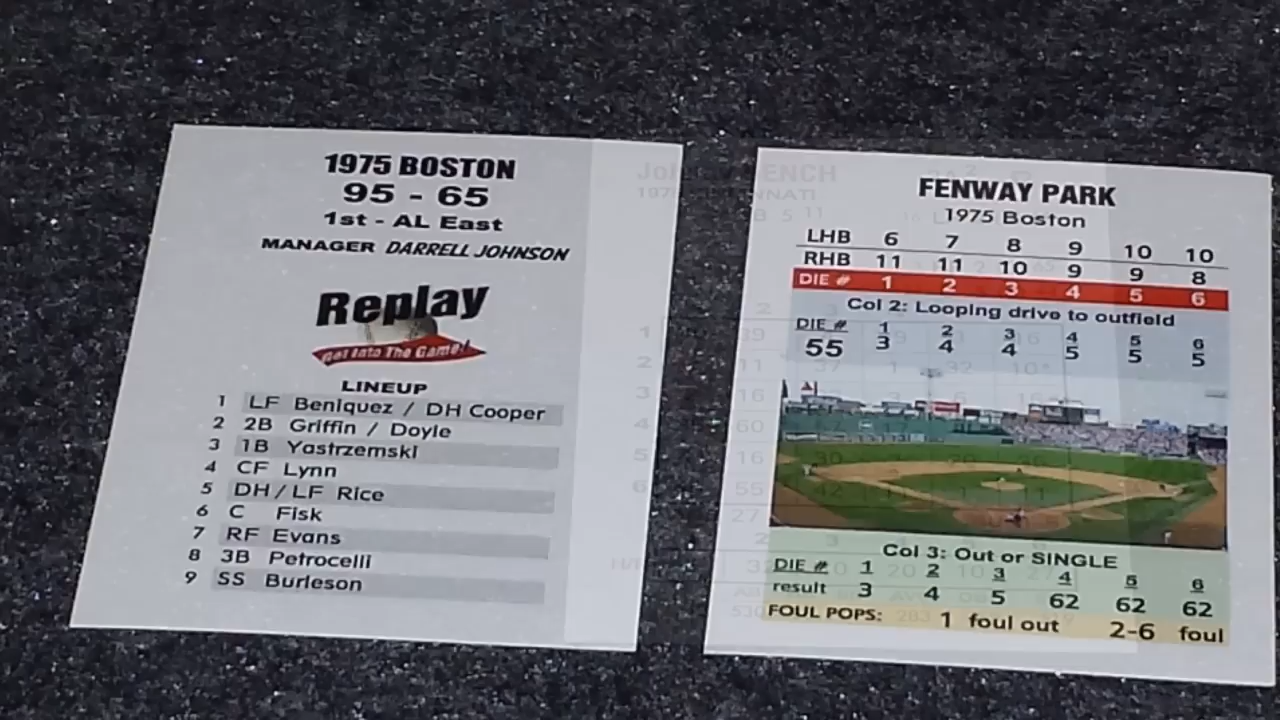 1975 BOSTON
95 - 65
1st - AL East
MANAGER DARRELL JOHNSON
Replay
Get Into The Game!
LINEUP
1 LF Beniquez / DH Cooper
2 2B Griffin / Doyle
3 1B Yastrzemski
4 CF Lynn
5 DH/LF Rice
6 C Fisk
7 RF Evans
8 3B Petrocelli
9 SS Burleson
FENWAY PARK
1975 Boston
LHB 6 7 8 9 10 10
RHB 11 11 10 9 9 8
DIE # 1 2 3 4 5 6
Col 2: Looping drive to outfield
DIE # 1 2 3 4 5 6
55 3 4 4 5 5 5
Col 3: Out or SINGLE
DIE # 1 2 3 4 5 6
result 3 4 5 62 62 62
FOUL POPS: 1 foul out 2-6 foul